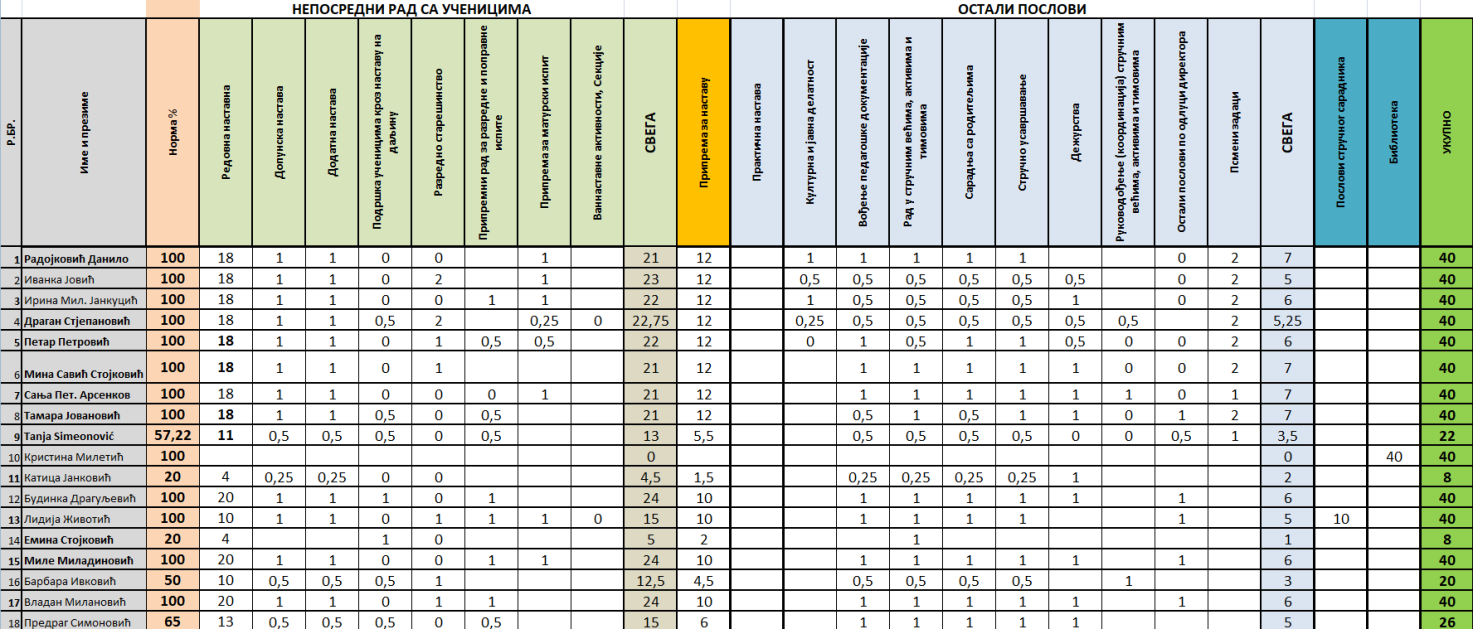 НЕПОСРЕДНИ РАД СА УЧЕНИЦИМА ОСТАЛИ ПОСЛОВИ
Р.БР.
Име и презиме
Норма %
Редовна наставна
Допунска настава
Додатна настава
Подршка ученицима кроз наставу на даљину
Разредно старешинство
Припремни рад за разредне и поправне испите
Припрема за матурски испит
Ваннаставне активности, Секције
СВЕГА
Припрема за наставу
Практична настава
Културна и јавна делатност
Вођење педагошке документације
Рад у стручним већима, активима и тимовима
Сарадња са родитељима
Стручно усавршавање
Дежурства
Руководођење (координација) стручним већима, активима и тимовима
Остали послови по одлуци директора
Псмени задаци
СВЕГА
Послови стручног сарадника
Библиотека
УКУПНО
1 Радојковић Данило 100 18 1 1 0 0 1 21 12 1 1 1 1 1 0 2 7 40
2 Иванка Јовић 100 18 1 1 0 2 1 23 12 0,5 0,5 0,5 0,5 0,5 0,5 0 2 5 40
3 Ирина Мил. Јанкуцић 100 18 1 1 0 0 1 1 22 12 1 0,5 0,5 0,5 0,5 1 0 2 6 40
4 Драган Стјепановић 100 18 1 1 0,5 2 0,25 0 22,75 12 0,25 0,5 0,5 0,5 0,5 0,5 0,5 2 5,25 40
5 Петар Петровић 100 18 1 1 0 1 0,5 0,5 22 12 0 1 0,5 1 1 0,5 0 0 2 6 40
6 Мина Савић Стојковић 100 18 1 1 0 1 21 12 1 1 1 1 1 0 0 2 7 40
7 Сања Пет. Арсенков 100 18 1 1 0 0 0 1 21 12 1 1 1 1 1 1 0 1 7 40
8 Тамара Јовановић 100 18 1 1 0,5 0 0,5 21 12 0,5 1 0,5 1 1 0 1 2 7 40
9 Tanja Simeonović 57,22 11 0,5 0,5 0,5 0 0,5 13 5,5 0,5 0,5 0,5 0,5 0 0 0,5 1 3,5 22
10 Кристина Милетић 100 0 0 40 40
11 Катица Јанковић 20 4 0,25 0,25 0 0 4,5 1,5 0,25 0,25 0,25 0,25 1 2 8
12 Будинка Драгуљевић 100 20 1 1 1 0 1 24 10 1 1 1 1 1 1 6 40
13 Лидија Животић 100 10 1 1 0 1 1 1 0 15 10 1 1 1 1 1 5 10 40
14 Емина Стојковић 20 4 1 0 5 2 1 1 8
15 Миле Миладиновић 100 20 1 1 0 0 1 1 24 10 1 1 1 1 1 1 6 40
16 Барбара Ивковић 50 10 0,5 0,5 0,5 1 12,5 4,5 0,5 0,5 0,5 0,5 1 3 20
17 Владан Милановић 100 20 1 1 0 1 1 24 10 1 1 1 1 1 1 6 40
18 Предраг Симоновић 65 13 0,5 0,5 0,5 0 0,5 15 6 1 1 1 1 1 5 26